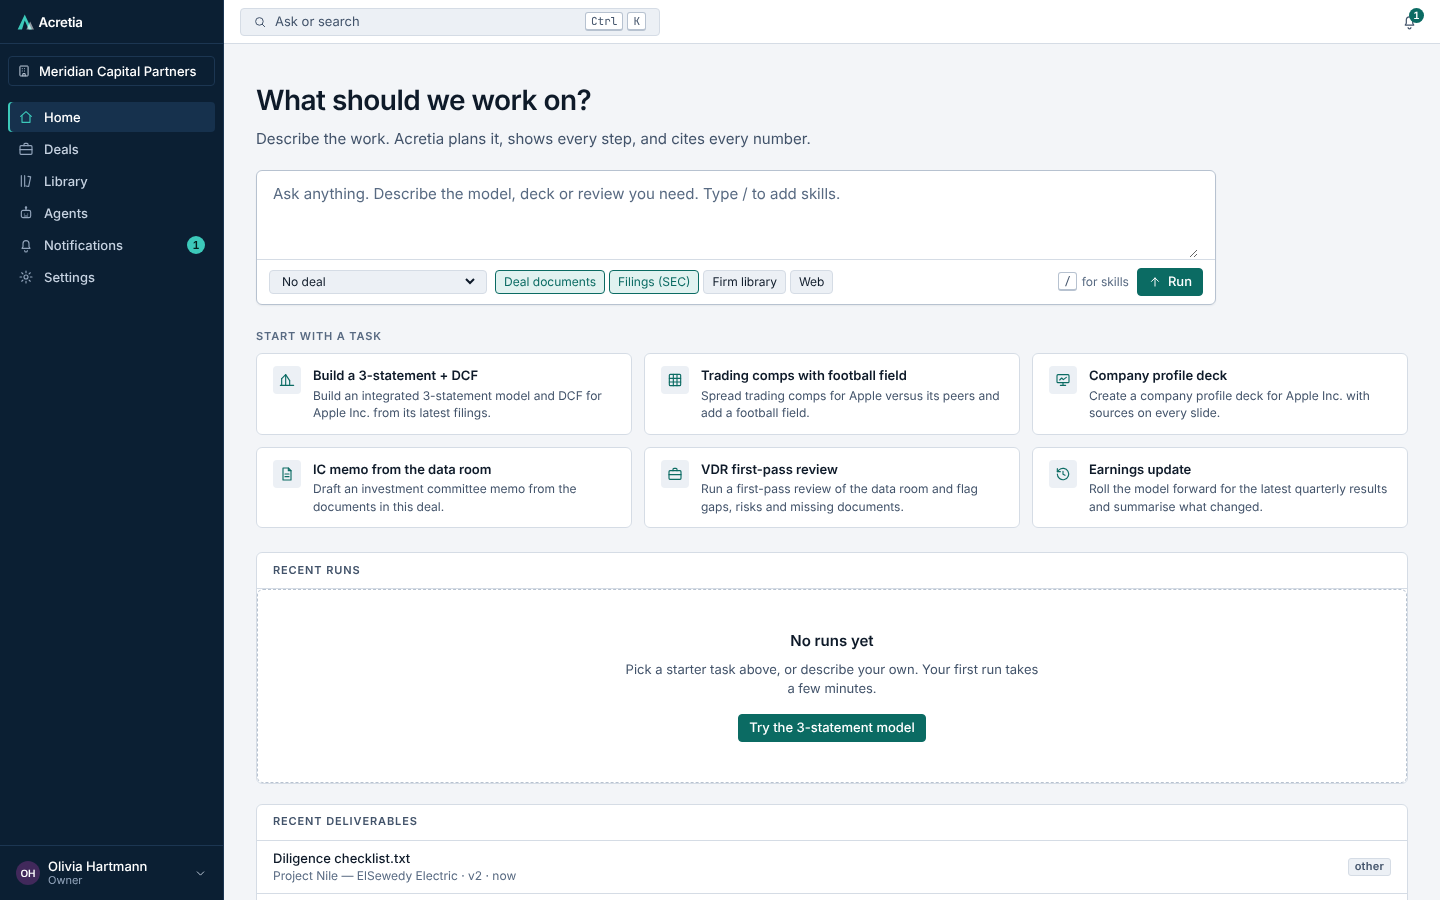 Acretia
Ask or search
Ctrl K
1
Meridian Capital Partners
Home
Deals
Library
Agents
Notifications 1
Settings
What should we work on?
Describe the work. Acretia plans it, shows every step, and cites every number.
Ask anything. Describe the model, deck or review you need. Type / to add skills.
No deal
Deal documents
Filings (SEC)
Firm library
Web
/ for skills
Run
START WITH A TASK
Build a 3-statement + DCF
Build an integrated 3-statement model and DCF for
Apple Inc. from its latest filings.
Trading comps with football field
Spread trading comps for Apple versus its peers and
add a football field.
Company profile deck
Create a company profile deck for Apple Inc. with
sources on every slide.
IC memo from the data room
Draft an investment committee memo from the
documents in this deal.
VDR first-pass review
Run a first-pass review of the data room and flag
gaps, risks and missing documents.
Earnings update
Roll the model forward for the latest quarterly results
and summarise what changed.
RECENT RUNS
No runs yet
Pick a starter task above, or describe your own. Your first run takes
a few minutes.
Try the 3-statement model
RECENT DELIVERABLES
Diligence checklist.txt
Project Nile — ElSewedy Electric · v2 · now
other
OH
Olivia Hartmann
Owner